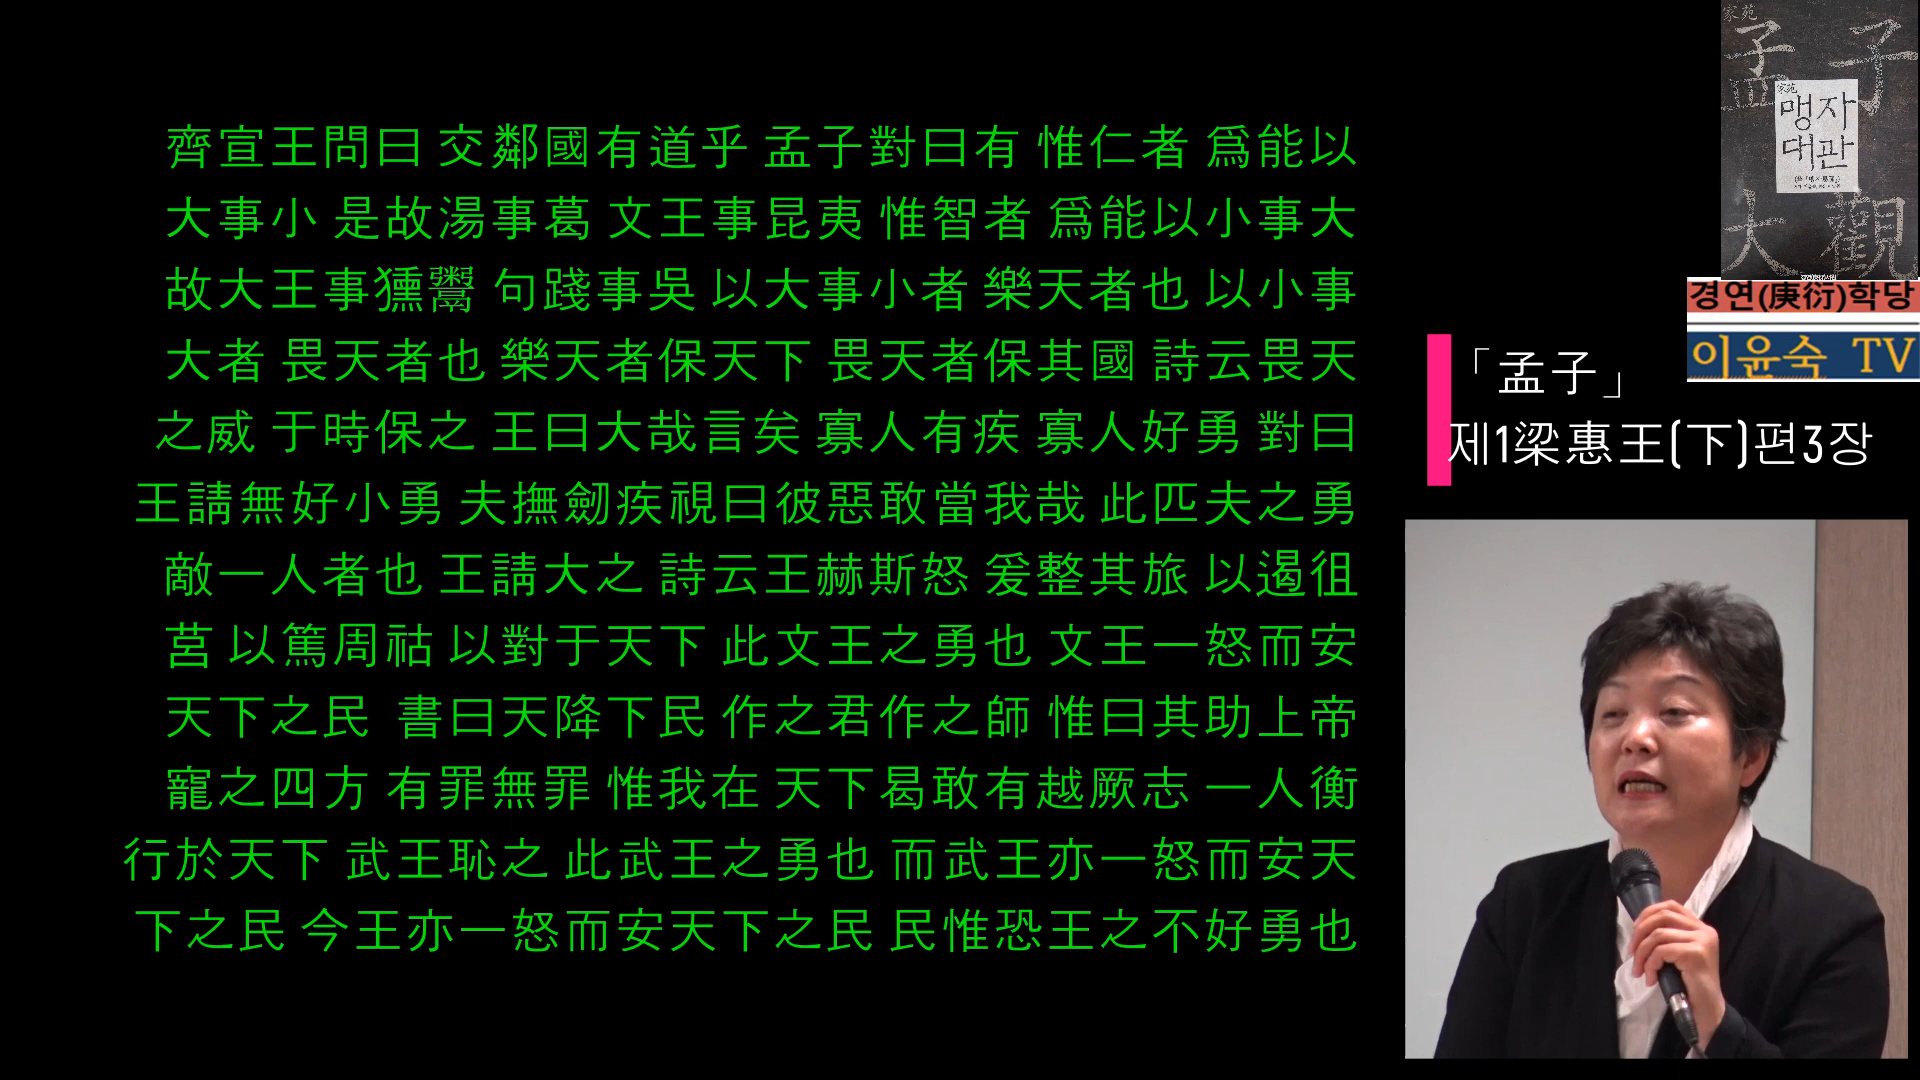 齊宣王問曰 交鄰國有道乎 孟子對曰有 惟仁者 爲能以
大事小 是故湯事葛 文王事昆夷 惟智者 爲能以小事大
故大王事獯鬻 句踐事吳 以大事小者 樂天者也 以小事
大者 畏天者也 樂天者保天下 畏天者保其國 詩云畏天
之威 于時保之 王曰大哉言矣 寡人有疾 寡人好勇 對曰
王請無好小勇 夫撫劒疾視曰彼惡敢當我哉 此匹夫之勇
敵一人者也 王請大之 詩云王赫斯怒 爰整其旅 以遏徂
莒 以篤周祜 以對于天下 此文王之勇也 文王一怒而安
天下之民 書曰天降下民 作之君作之師 惟曰其助上帝
寵之四方 有罪無罪 惟我在 天下曷敢有越厥志 一人衡
行於天下 武王恥之 此武王之勇也 而武王亦一怒而安天
下之民 今王亦一怒而安天下之民 民惟恐王之不好勇也
家苑
孟子
家苑
맹자
대관
大觀
경연(庚衍)학당
이윤숙 TV
「孟子」
제1梁惠王(下)편3장